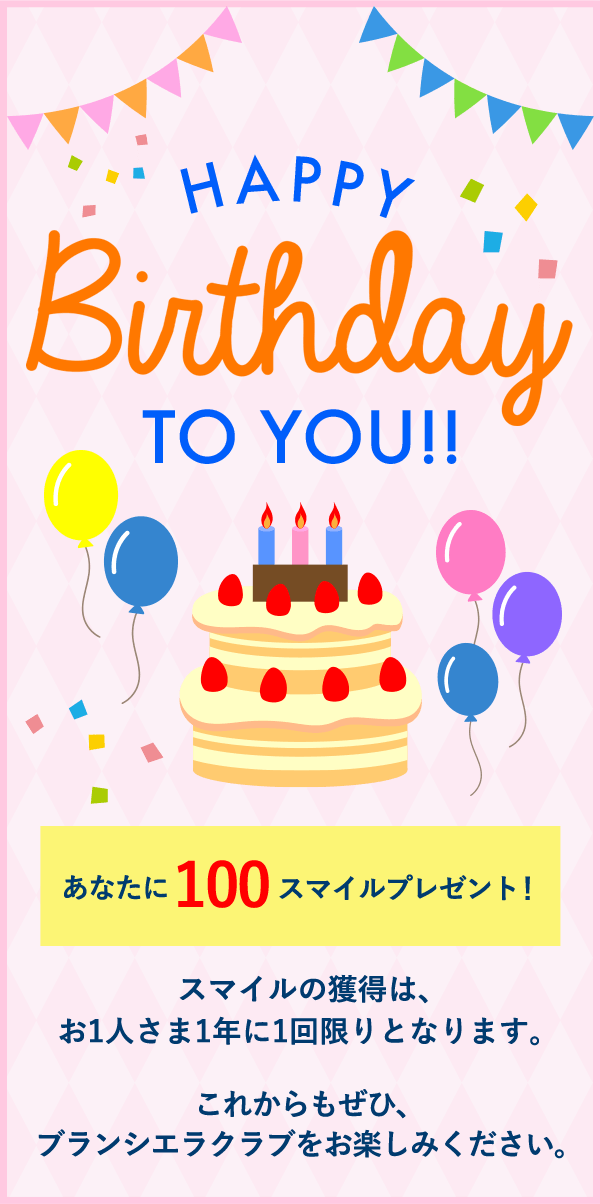 HAPPY
Birthday
TO YOU!!
あなたに100スマイルプレゼント!
スマイルの獲得は、
お1人さま1年に1回限りとなります。
これからもぜひ、
ブランシエラクラブをお楽しみください。